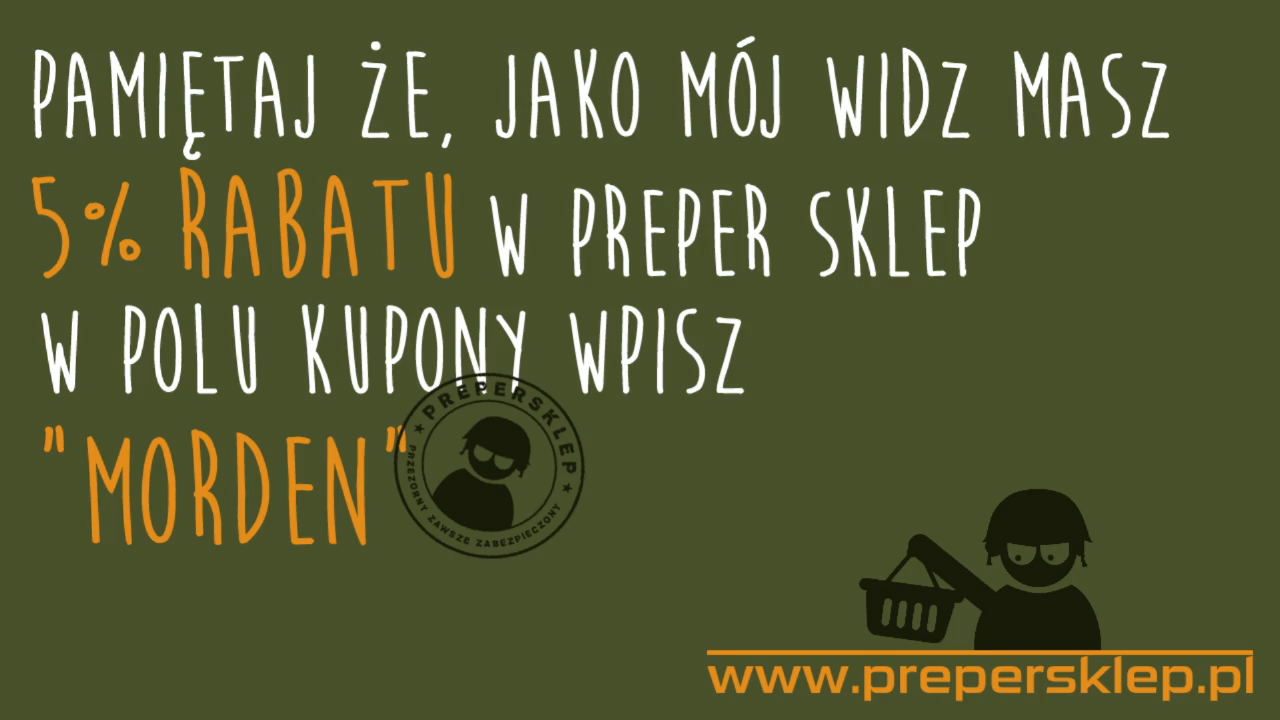 PAMIĘTAJ ŻE, JAKO MÓJ WIDZ MASZ
5% RABATU W PREPER SKLEP
W POLU KUPONY WPISZ
"MORDEN"
PREPERSKLEP
PRZEZORNY ZAWSZE ZABEZPIECZONY
www.prepersklep.pl